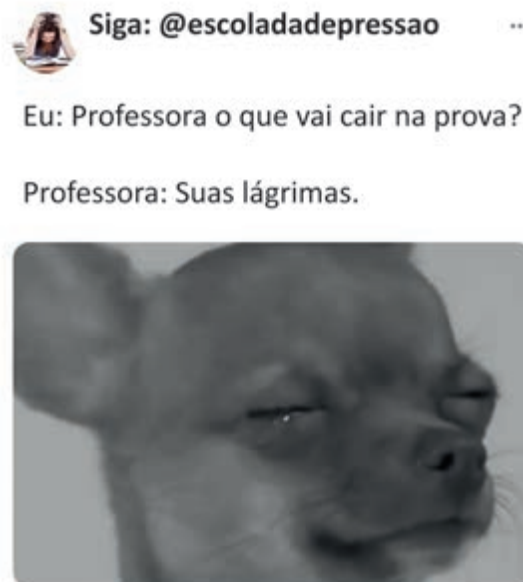 Siga: @escoladadepressao
Eu: Professora o que vai cair na prova?
Professora: Suas lágrimas.